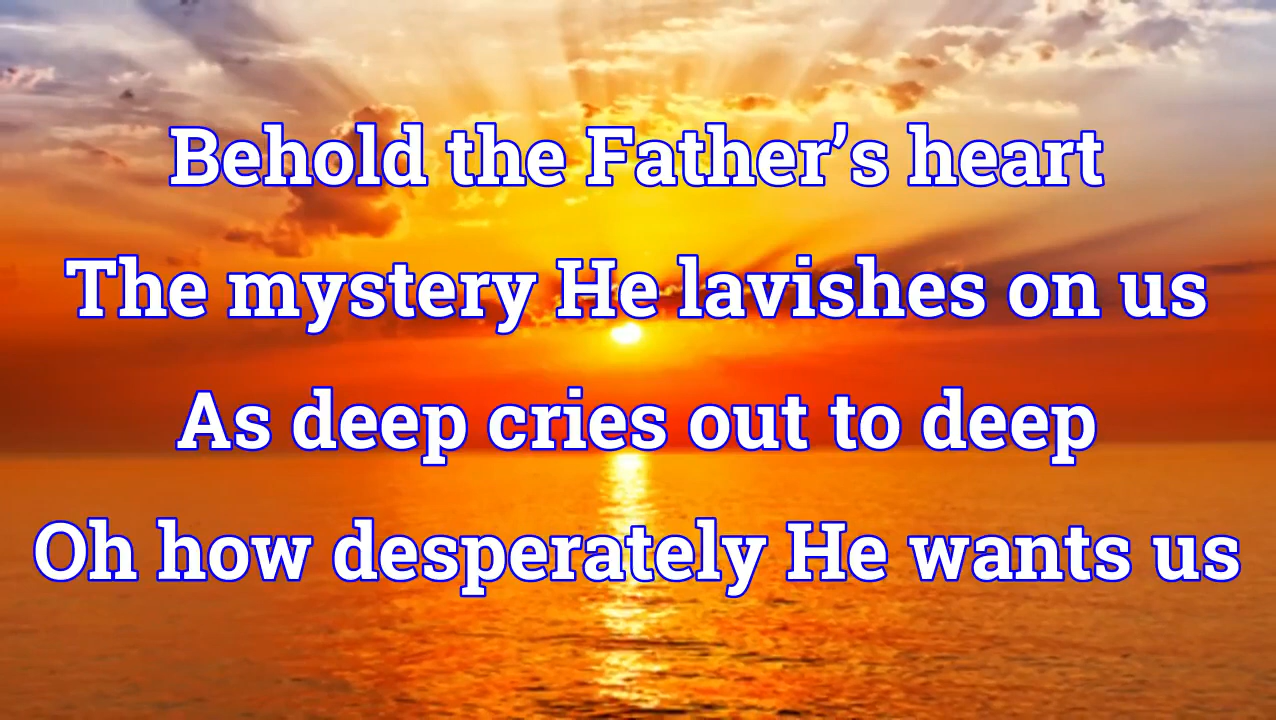 Behold the Father’s heart
The mystery He lavishes on us
As deep cries out to deep
Oh how desperately He wants us